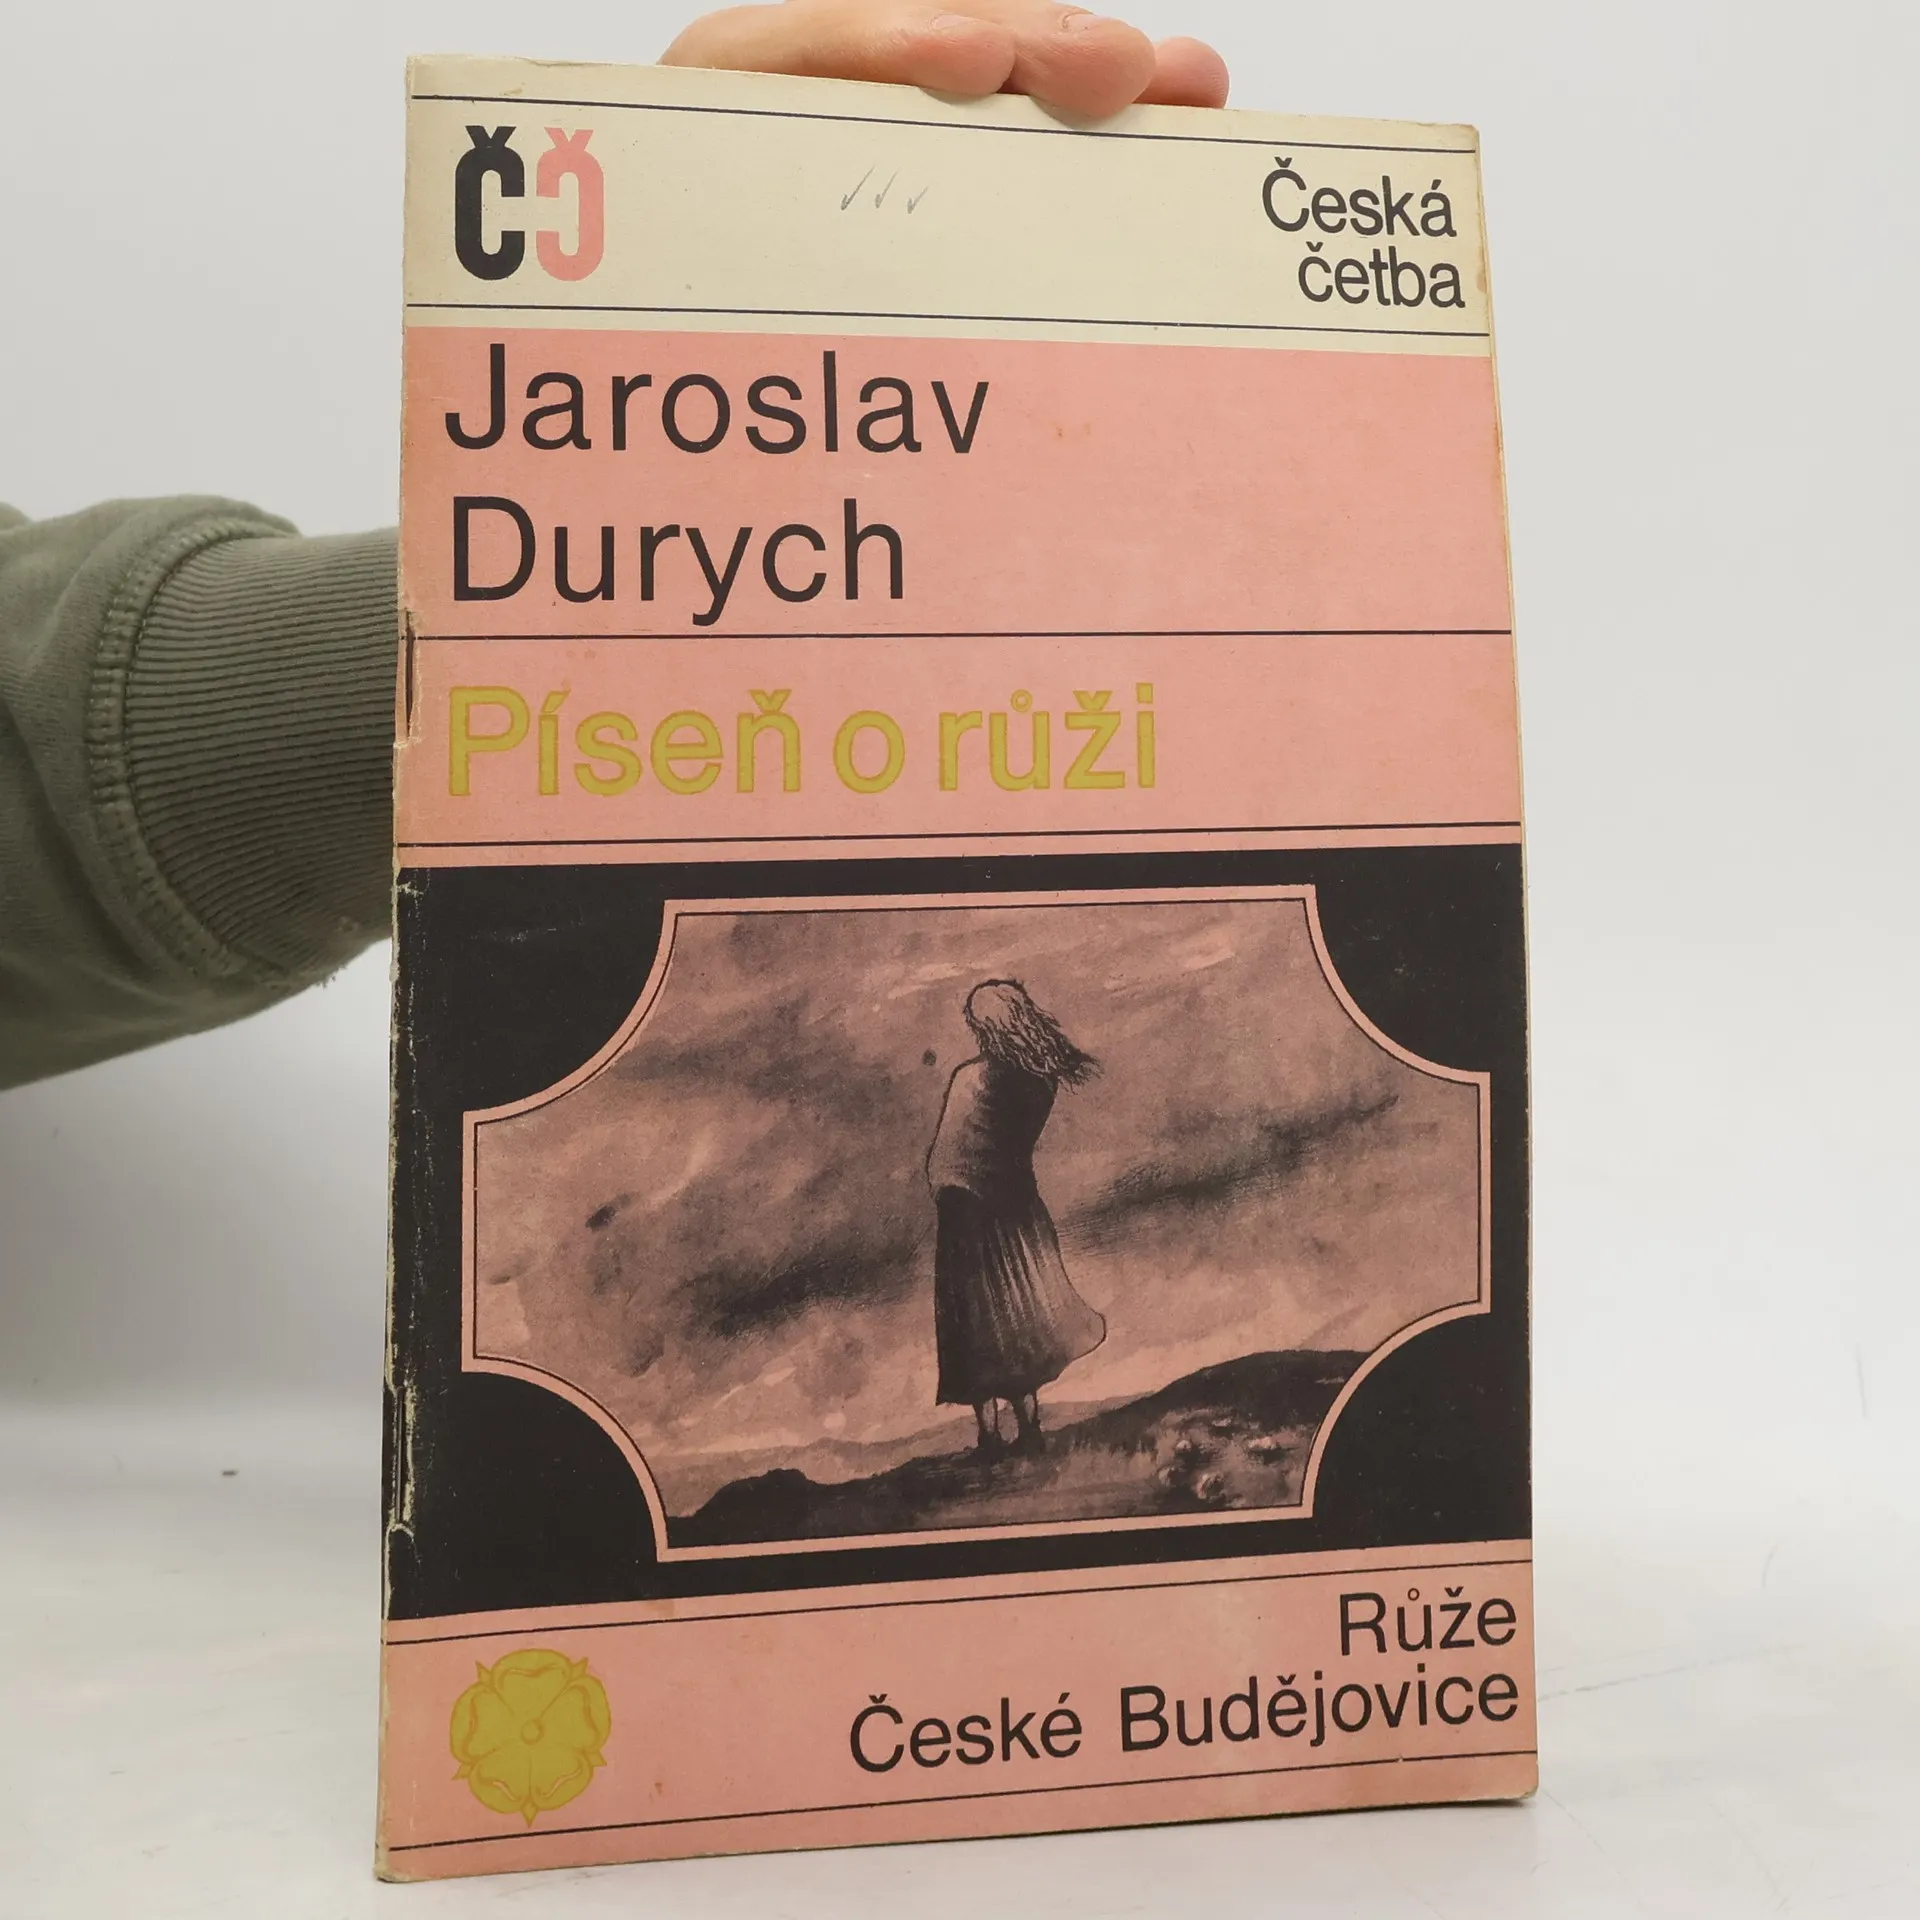 ČČ
Česká
četba
Jaroslav
Durych
Píseň o růži
Růže
České Budějovice